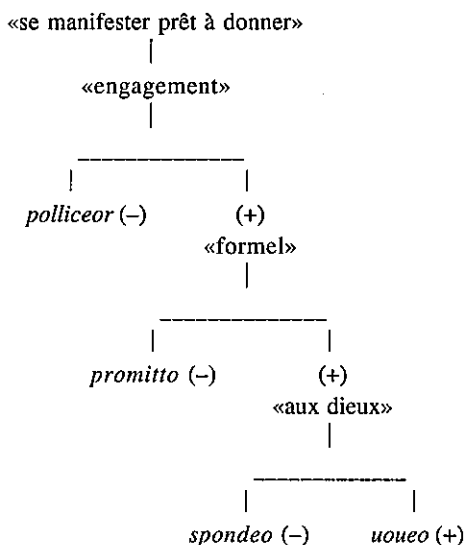 «se manifester prêt à donner»
«engagement»
polliceor (–) (+)
«formel»
promitto (–) (+)
«aux dieux»
spondeo (–) uoueo (+)